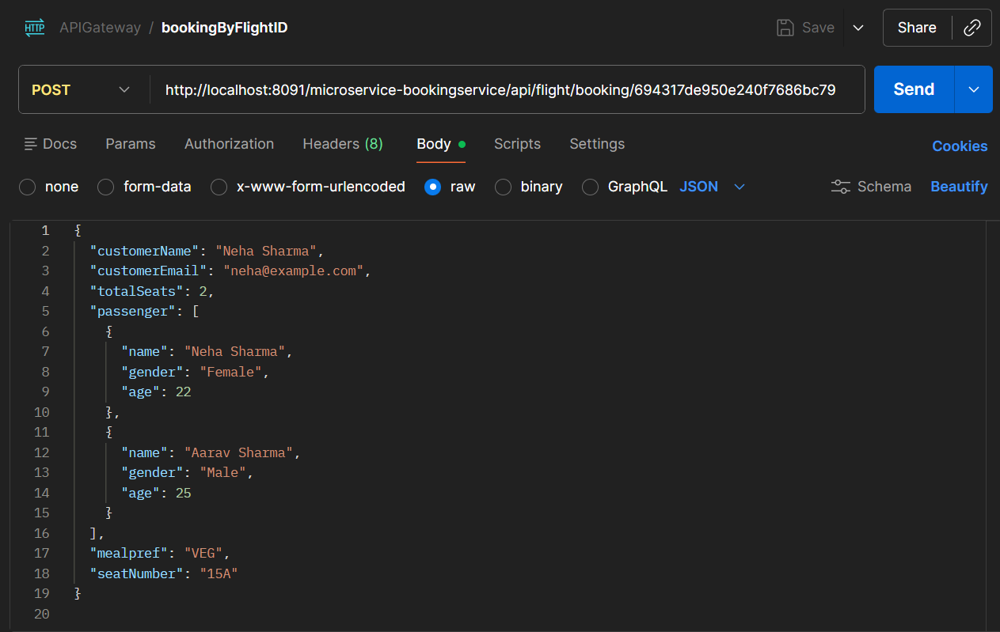 HTTP APIGateway / bookingByFlightID Save Share
POST http://localhost:8091/microservice-bookingservice/api/flight/booking/694317de950e240f7686bc79 Send
Docs Params Authorization Headers (8) Body Scripts Settings Cookies
none form-data x-www-form-urlencoded raw binary GraphQL JSON Schema Beautify
1 {
2 "customerName": "Neha Sharma",
3 "customerEmail": "neha@example.com",
4 "totalSeats": 2,
5 "passenger": [
6 {
7 "name": "Neha Sharma",
8 "gender": "Female",
9 "age": 22
10 },
11 {
12 "name": "Aarav Sharma",
13 "gender": "Male",
14 "age": 25
15 }
16 ],
17 "mealpref": "VEG",
18 "seatNumber": "15A"
19 }
20